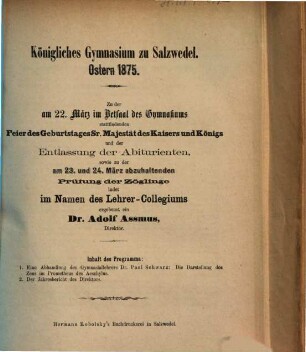 Königliches Gymnasium zu Salzwedel.
Ostern 1875.
Zu der
am 22. März im Betsaal des Gymnasiums
stattfindenden
Feier des Geburtstages Sr. Majestät des Kaisers und Königs
und der
Entlassung der Abiturienten,
sowie zu der
am 23. und 24. März abzuhaltenden
Prüfung der Zöglinge
ladet
im Namen des Lehrer-Collegiums
ergebenst ein
Dr. Adolf Assmus,
Direktor.
Inhalt des Programms:
1. Eine Abhandlung des Gymnasiallehrers Dr. Paul Schwarz: Die Darstellung des
Zeus im Prometheus des Aeschylus.
2. Der Jahresbericht des Direktors.
Hermann Buchdruckerei in Salzwedel.